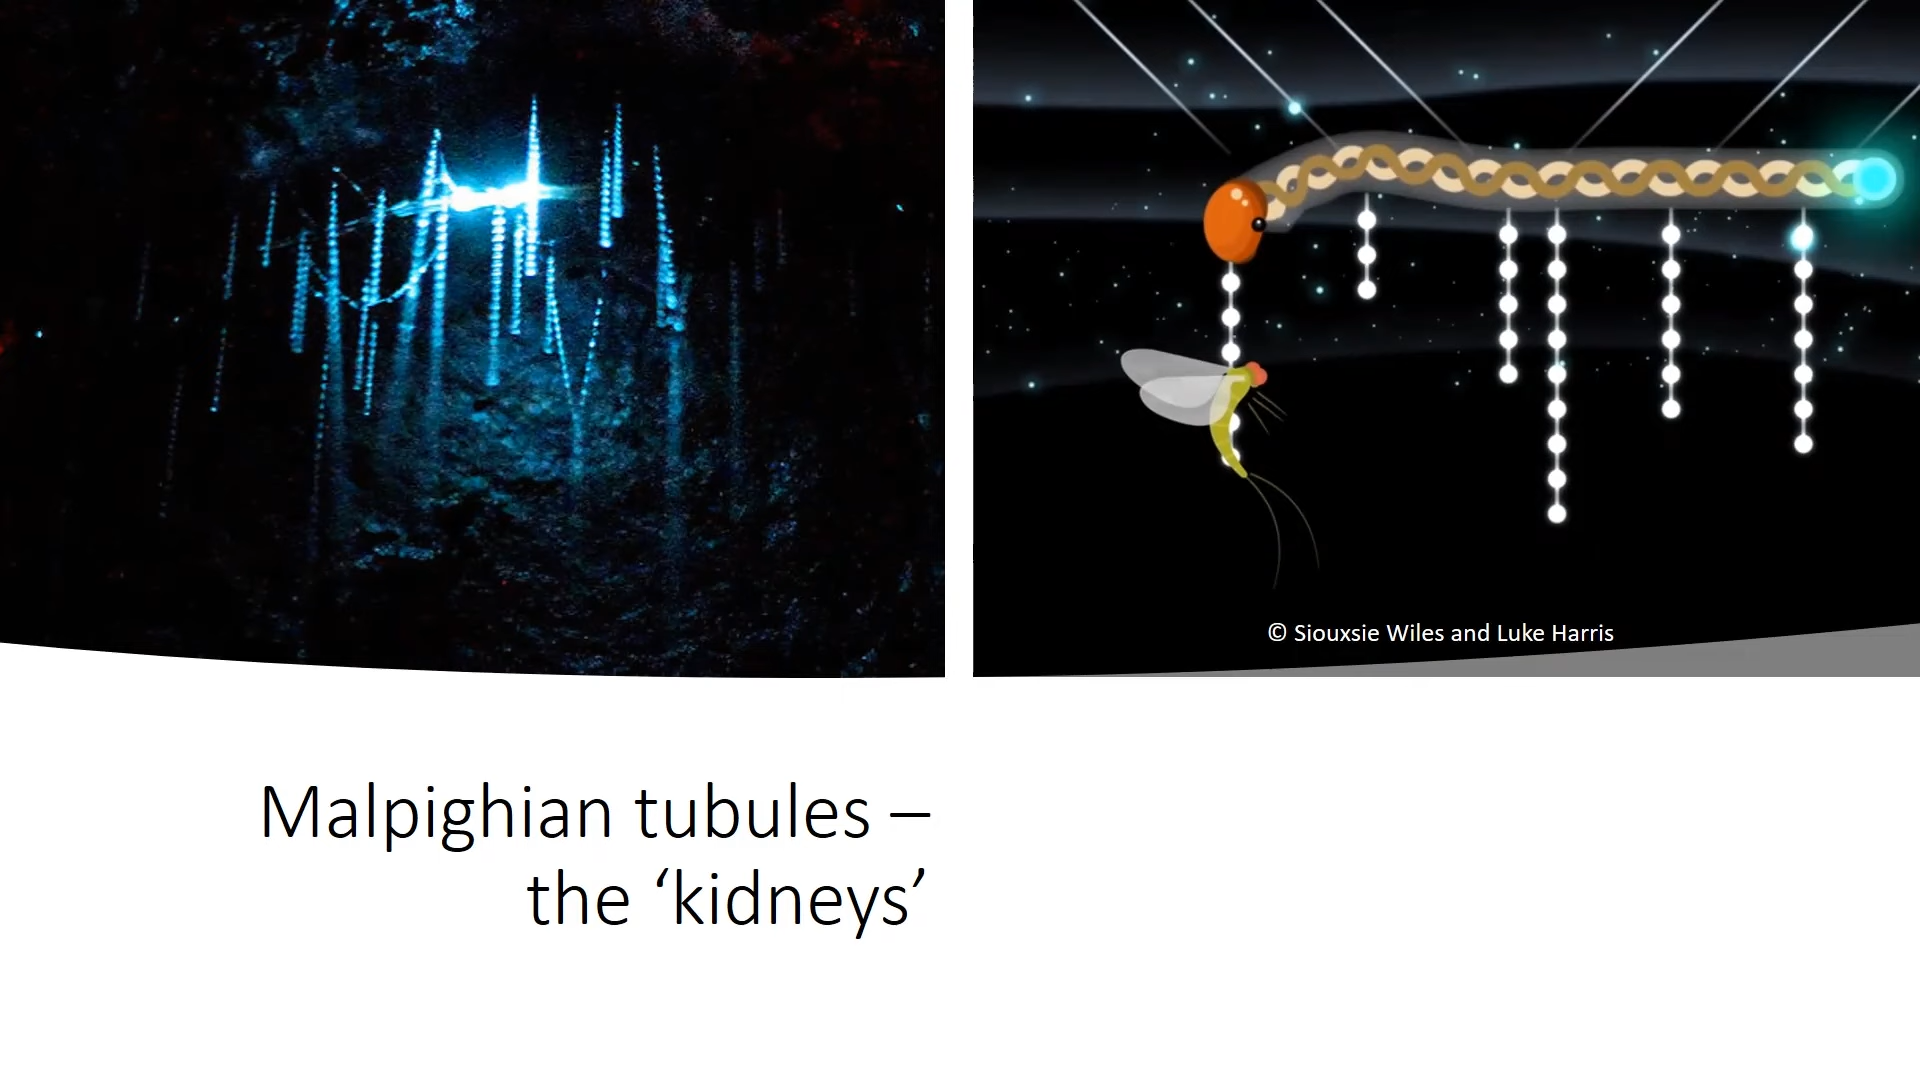 © Siouxsie Wiles and Luke Harris
Malpighian tubules –
the ‘kidneys’